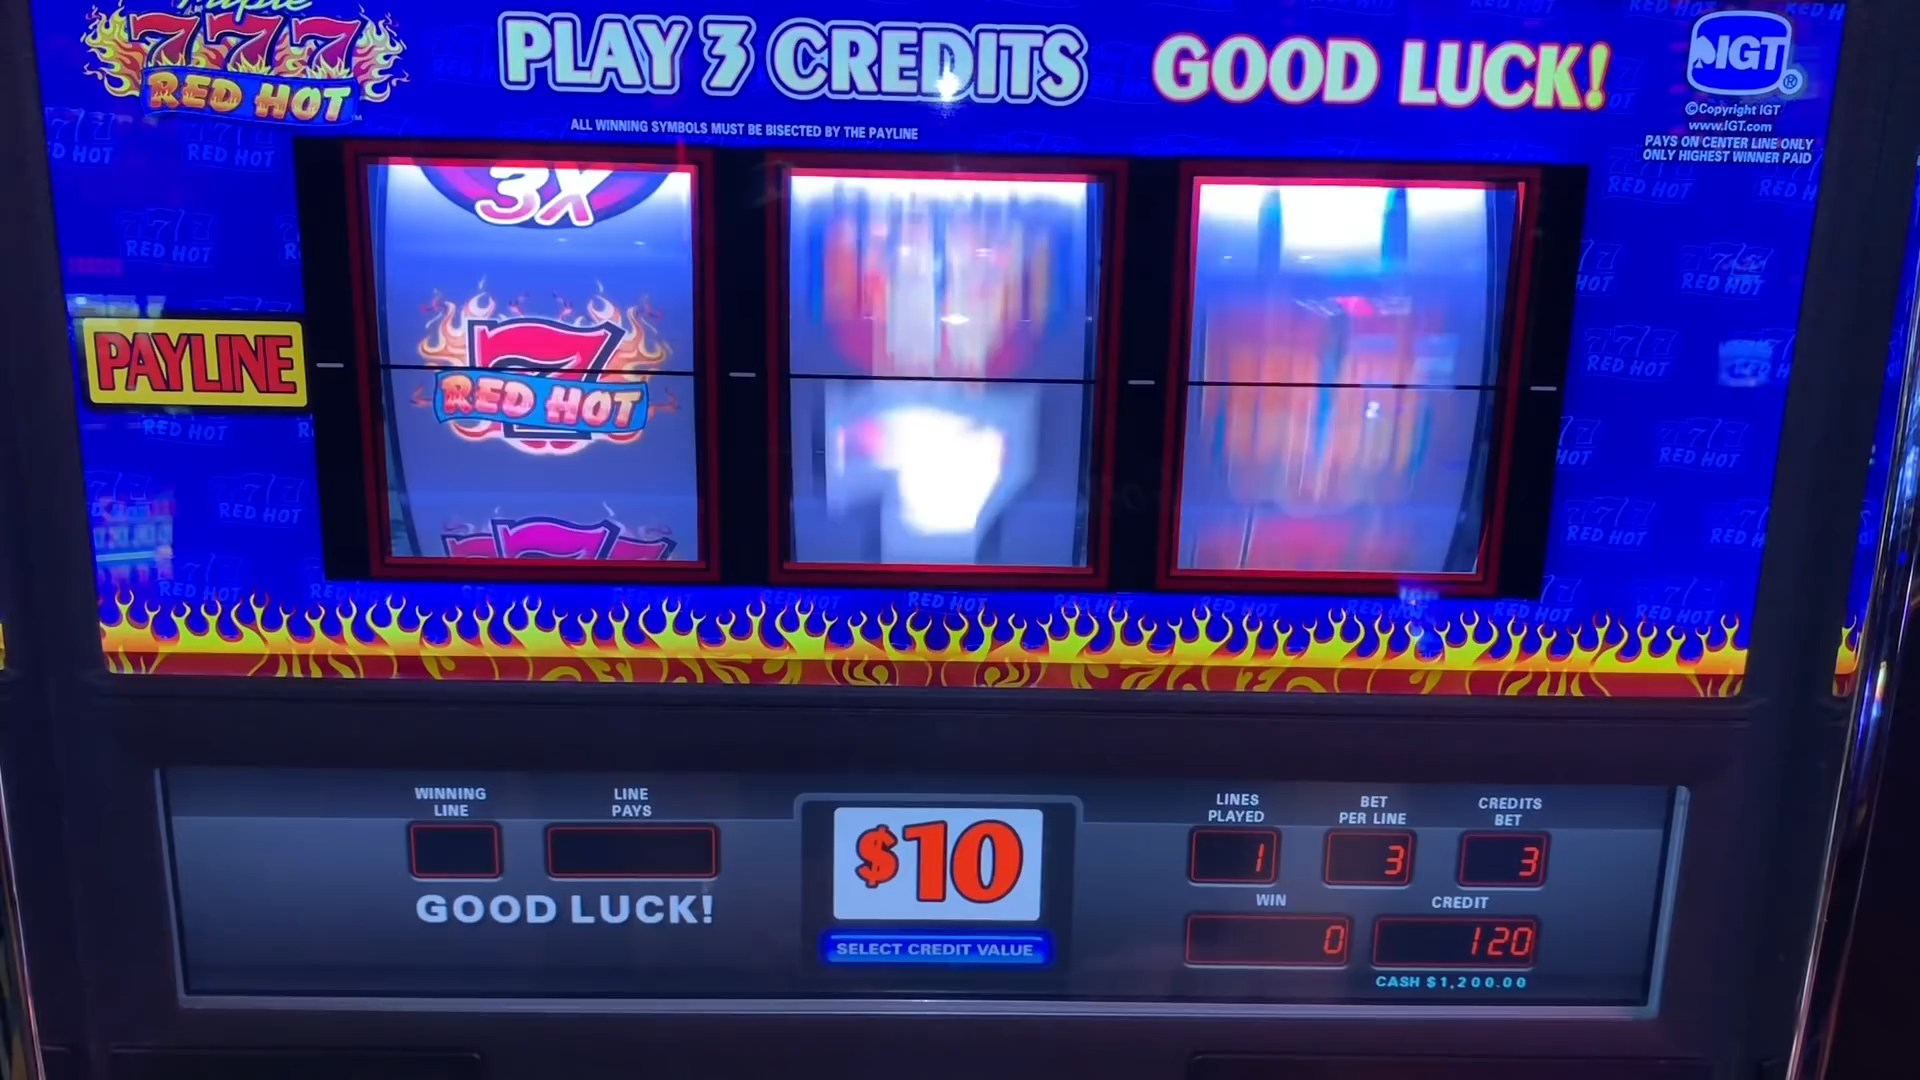 Triple
777
RED HOT
PLAY 3 CREDITS
GOOD LUCK!
IGT®
©Copyright IGT
www.IGT.com
PAYS ON CENTER LINE ONLY
ONLY HIGHEST WINNER PAID
ALL WINNING SYMBOLS MUST BE BISECTED BY THE PAYLINE
3X
PAYLINE
7
RED HOT
WINNING LINE
LINE PAYS
GOOD LUCK!
$10
SELECT CREDIT VALUE
LINES PLAYED
1
BET PER LINE
3
CREDITS BET
3
WIN
0
CREDIT
120
CASH $1,200.00